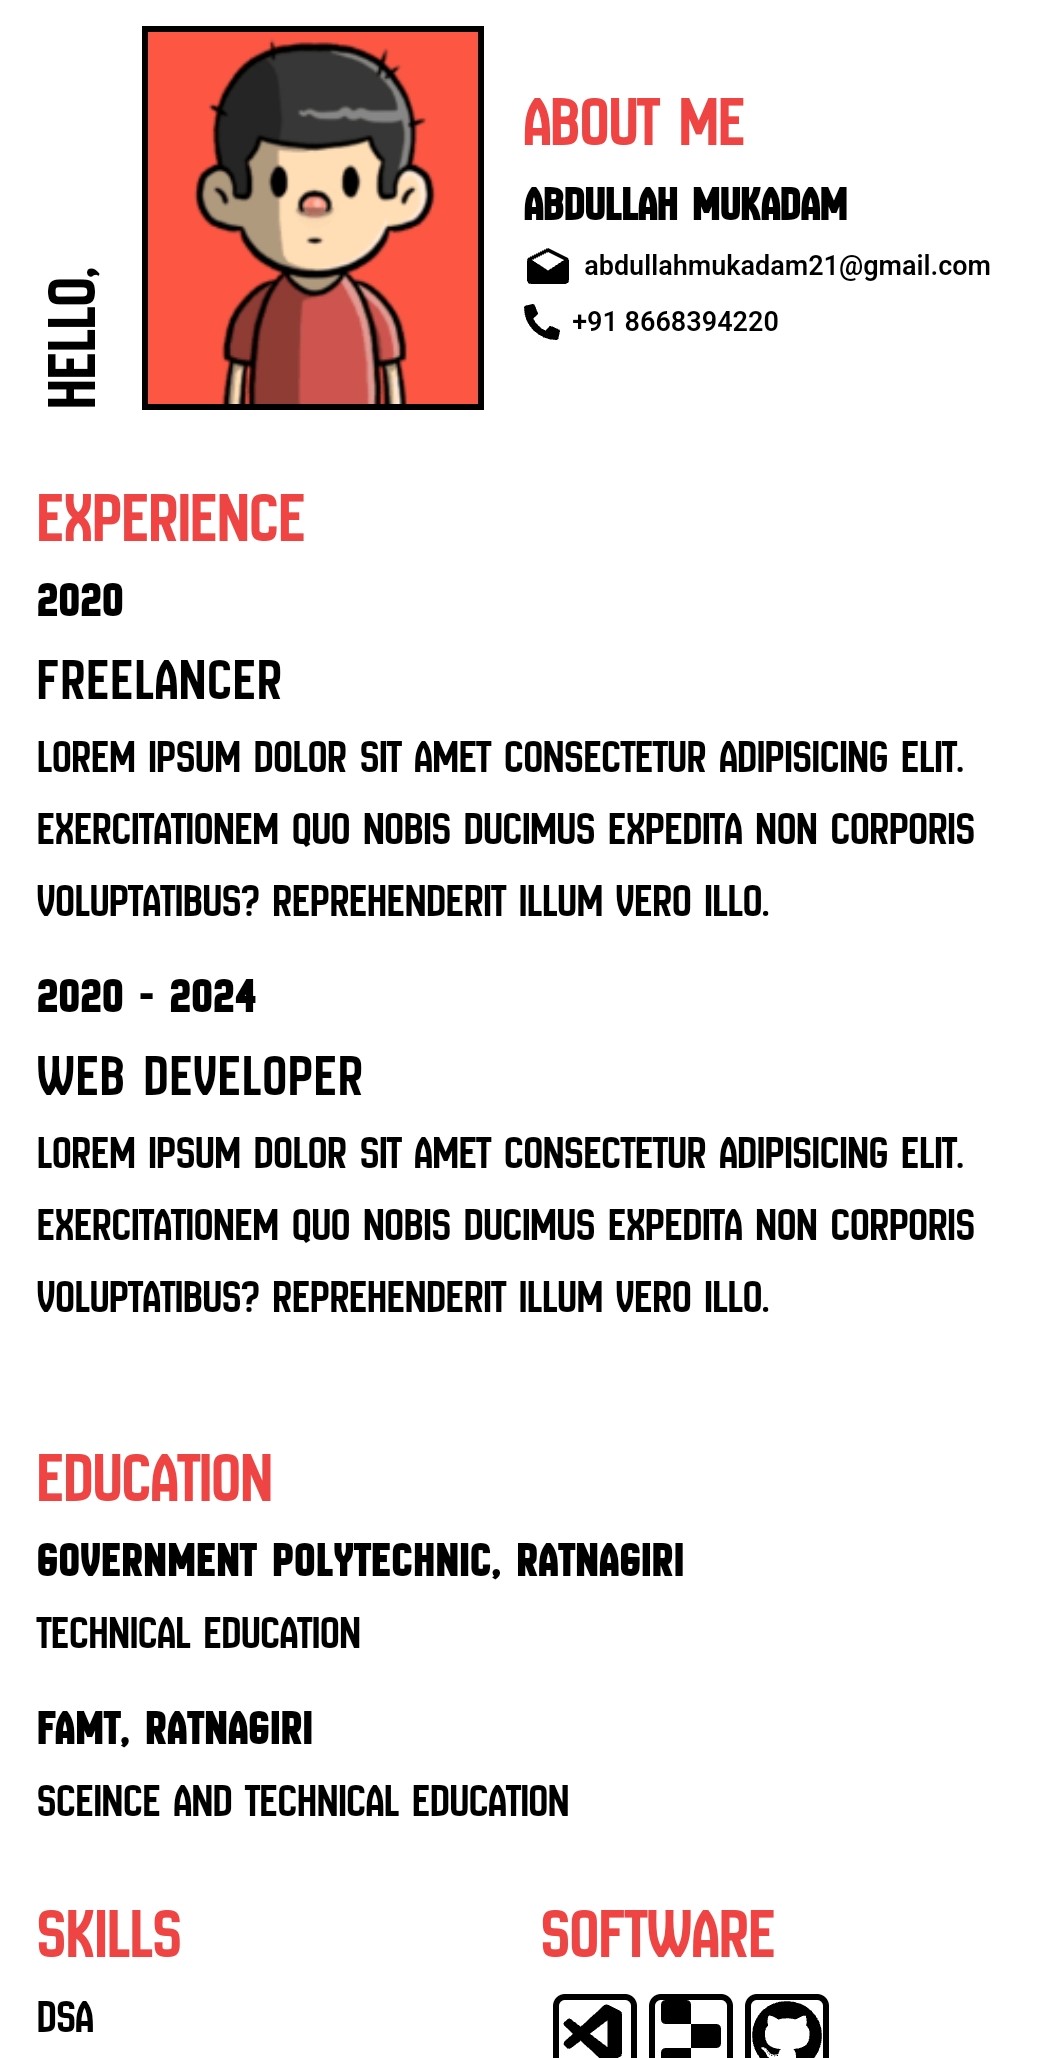 HELLO,
ABOUT ME
ABDULLAH MUKADAM
abdullahmukadam21@gmail.com
+91 8668394220
EXPERIENCE
2020
FREELANCER
LOREM IPSUM DOLOR SIT AMET CONSECTETUR ADIPISICING ELIT.
EXERCITATIONEM QUO NOBIS DUCIMUS EXPEDITA NON CORPORIS
VOLUPTATIBUS? REPREHENDERIT ILLUM VERO ILLO.
2020 - 2024
WEB DEVELOPER
LOREM IPSUM DOLOR SIT AMET CONSECTETUR ADIPISICING ELIT.
EXERCITATIONEM QUO NOBIS DUCIMUS EXPEDITA NON CORPORIS
VOLUPTATIBUS? REPREHENDERIT ILLUM VERO ILLO.
EDUCATION
GOVERNMENT POLYTECHNIC, RATNAGIRI
TECHNICAL EDUCATION
FAMT, RATNAGIRI
SCEINCE AND TECHNICAL EDUCATION
SKILLS
DSA
SOFTWARE